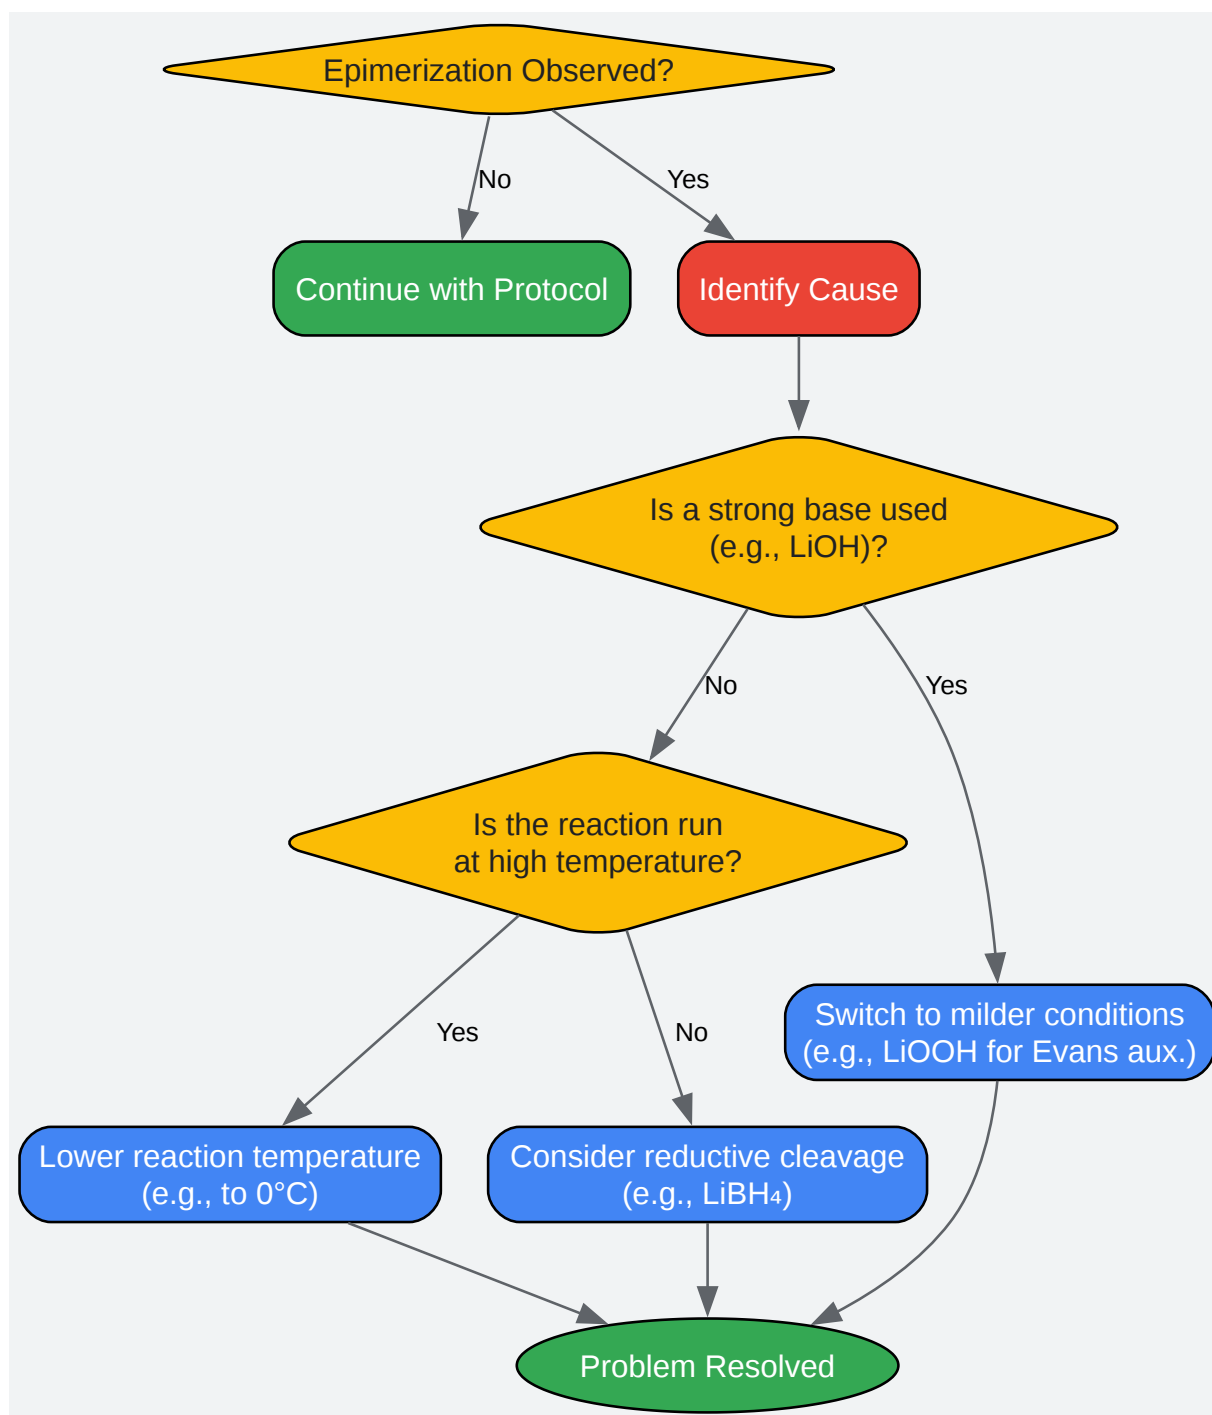 Epimerization Observed?
No
Yes
Continue with Protocol
Identify Cause
Is a strong base used
(e.g., LiOH)?
No
Yes
Is the reaction run
at high temperature?
Yes
No
Switch to milder conditions
(e.g., LiOOH for Evans aux.)
Lower reaction temperature
(e.g., to 0°C)
Consider reductive cleavage
(e.g., LiBH₄)
Problem Resolved